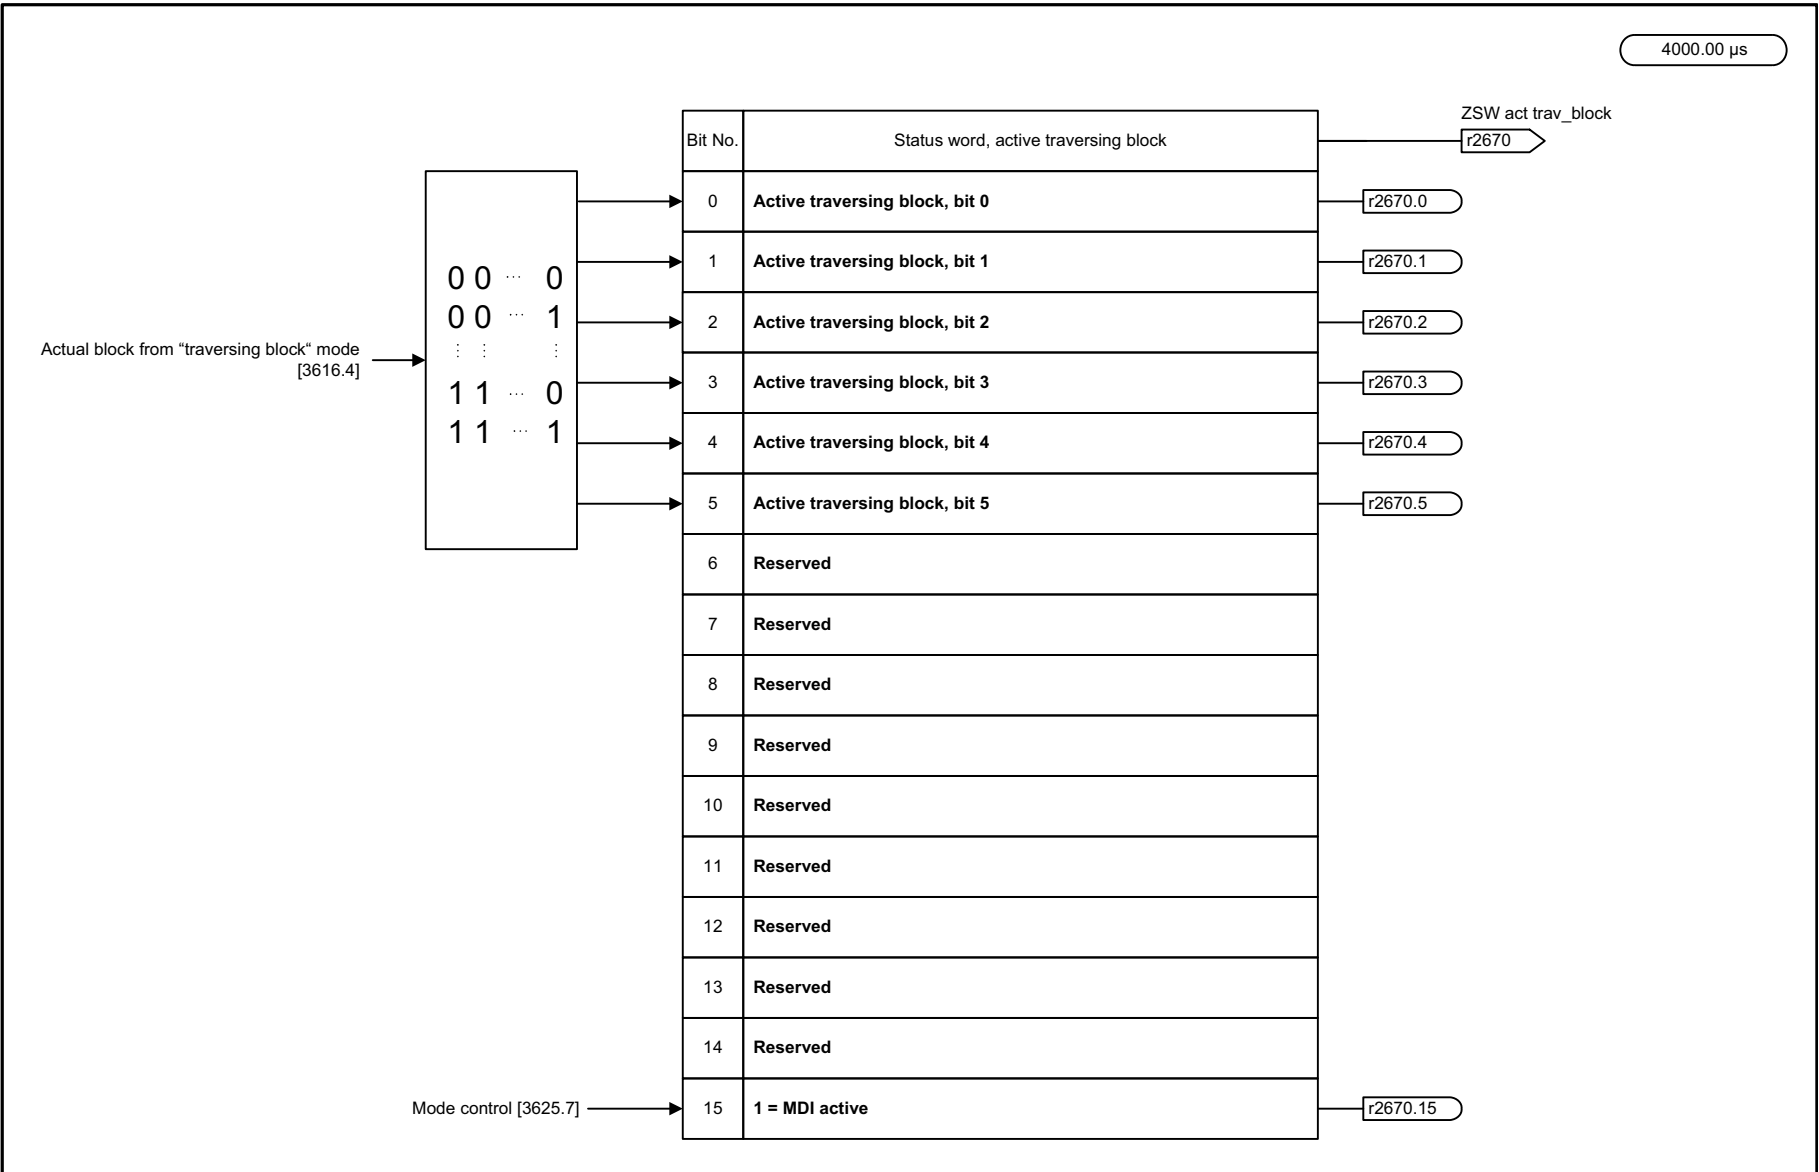 4000.00 µs
ZSW act trav_block
Bit No. Status word, active traversing block r2670
0 Active traversing block, bit 0 r2670.0
1 Active traversing block, bit 1 r2670.1
2 Active traversing block, bit 2 r2670.2
3 Active traversing block, bit 3 r2670.3
4 Active traversing block, bit 4 r2670.4
5 Active traversing block, bit 5 r2670.5
6 Reserved
7 Reserved
8 Reserved
9 Reserved
10 Reserved
11 Reserved
12 Reserved
13 Reserved
14 Reserved
15 1 = MDI active r2670.15
0 0 ... 0
0 0 ... 1
⋮ ⋮ ⋮
1 1 ... 0
1 1 ... 1
Actual block from “traversing block“ mode
[3616.4]
Mode control [3625.7]